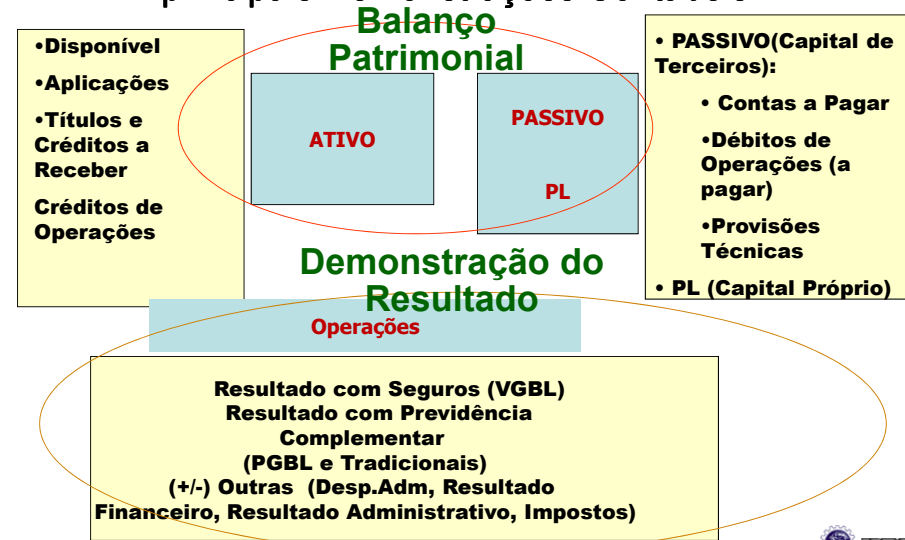 Balanço
Patrimonial
•Disponível
•Aplicações
•Títulos e
Créditos a
Receber
Créditos de
Operações
ATIVO
PASSIVO
PL
• PASSIVO(Capital de
Terceiros):
• Contas a Pagar
•Débitos de
Operações (a
pagar)
•Provisões
Técnicas
• PL (Capital Próprio)
Demonstração do
Resultado
Operações
Resultado com Seguros (VGBL)
Resultado com Previdência
Complementar
(PGBL e Tradicionais)
(+/-) Outras (Desp.Adm, Resultado
Financeiro, Resultado Administrativo, Impostos)